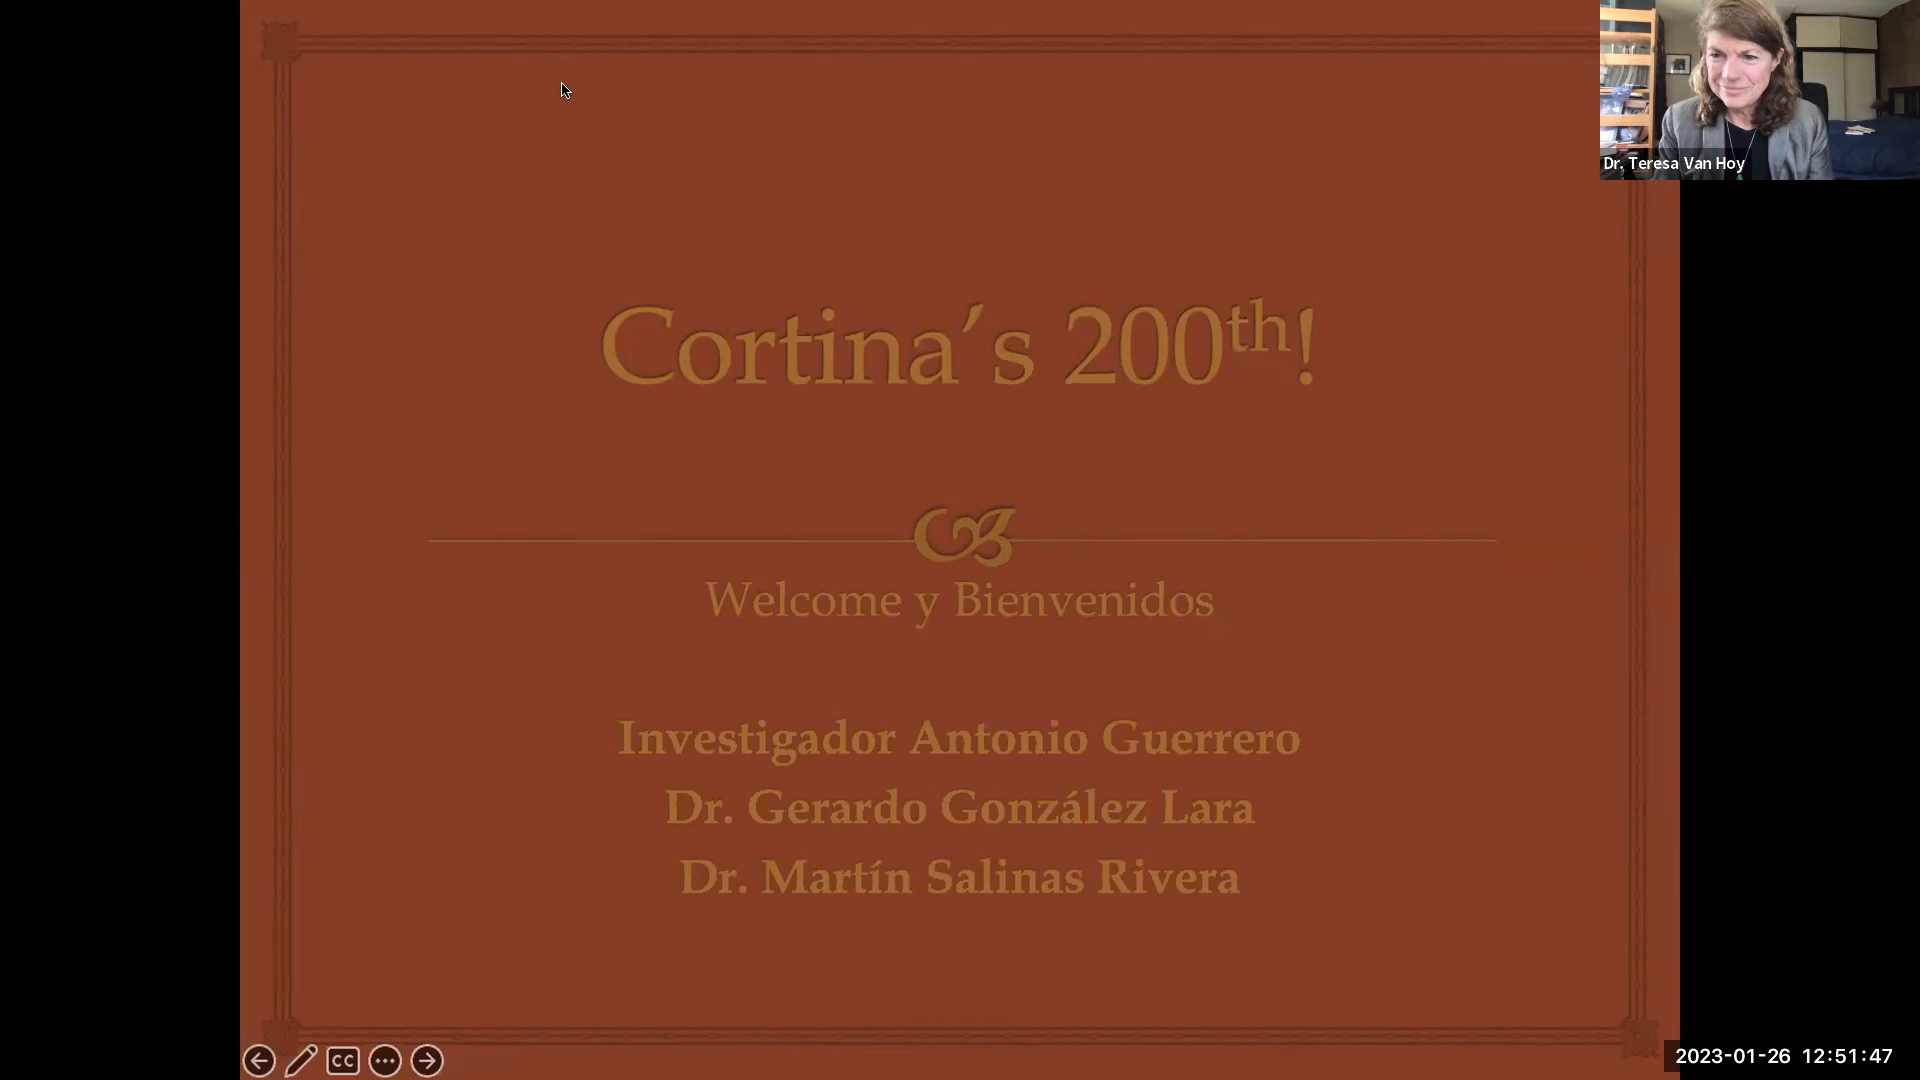 Dr. Teresa Van Hoy
Cortina’s 200th!
Welcome y Bienvenidos
Investigador Antonio Guerrero
Dr. Gerardo González Lara
Dr. Martín Salinas Rivera
CC
2023-01-26 12:51:47